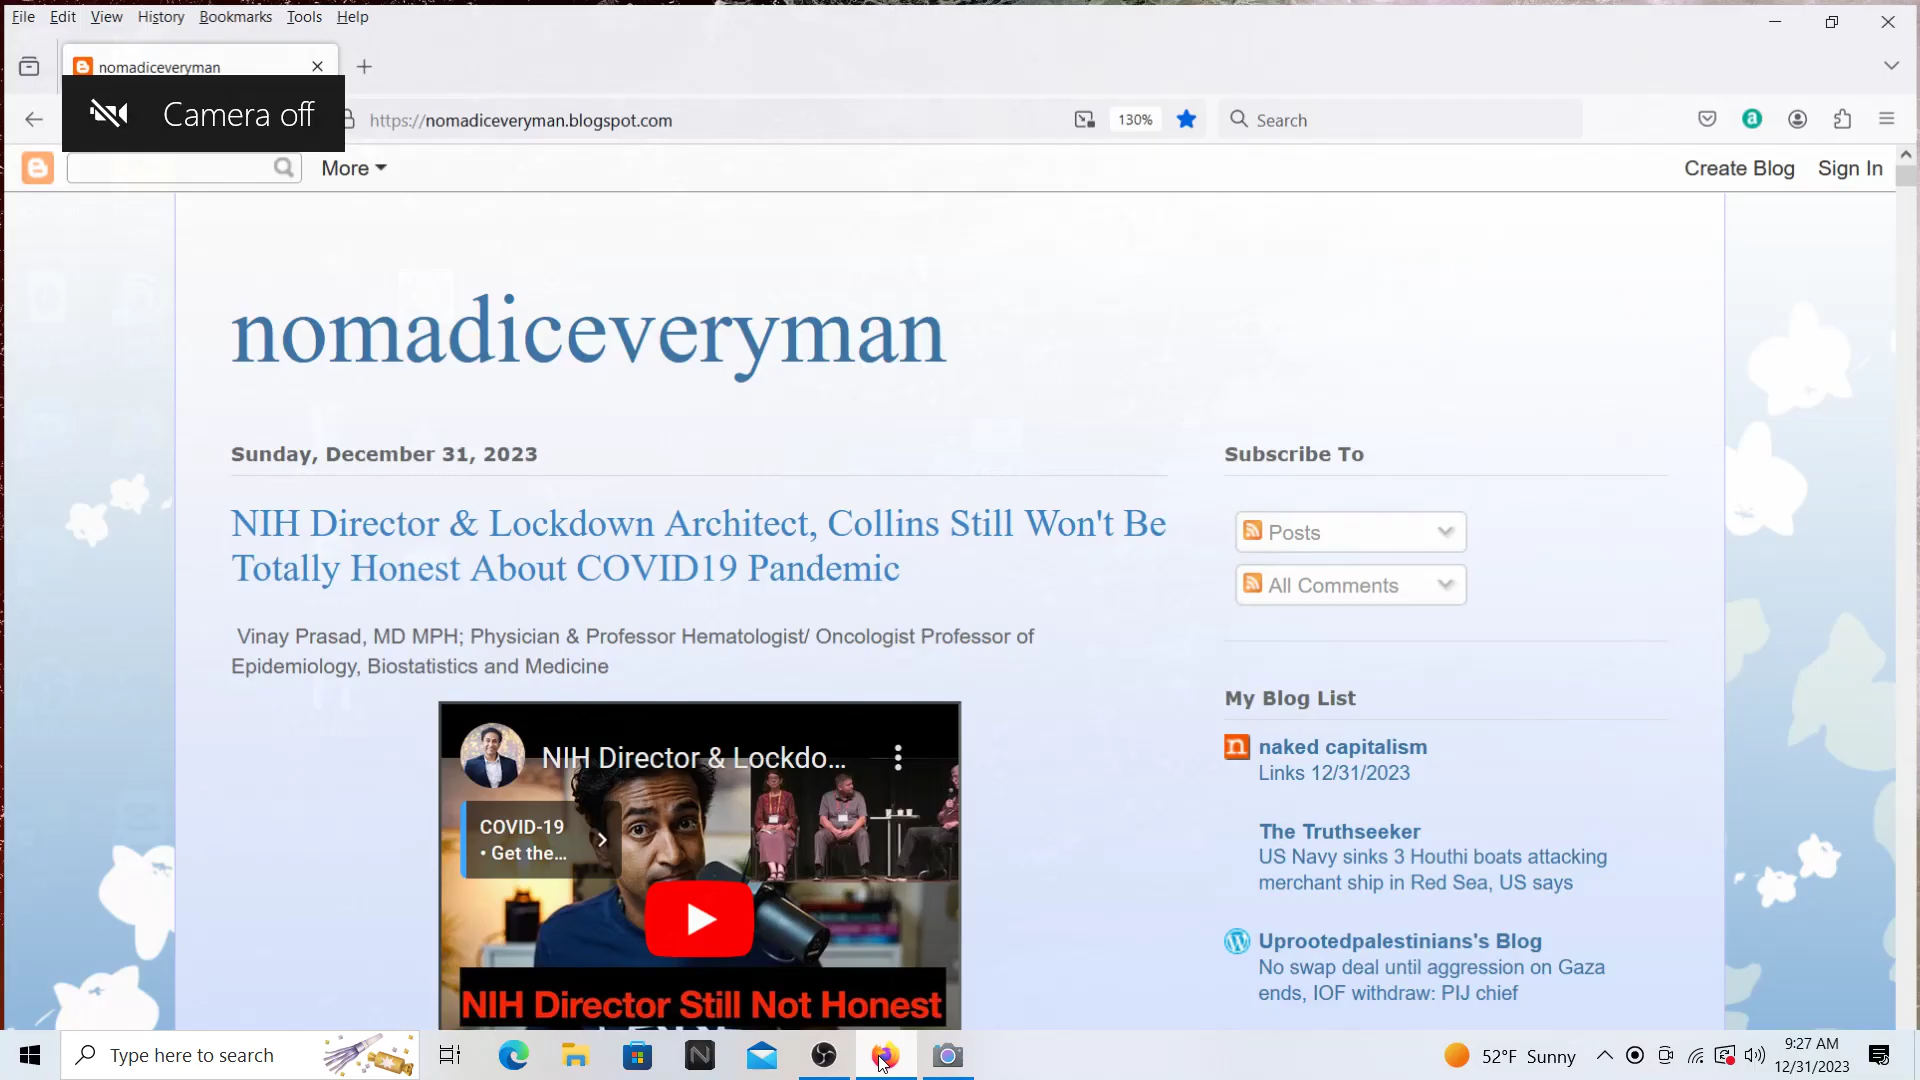 File Edit View History Bookmarks Tools Help
nomadiceveryman
Camera off
https://nomadiceveryman.blogspot.com
130%
Search
More
Create Blog Sign In
nomadiceveryman
Sunday, December 31, 2023
NIH Director & Lockdown Architect, Collins Still Won't Be
Totally Honest About COVID19 Pandemic
Vinay Prasad, MD MPH; Physician & Professor Hematologist/ Oncologist Professor of
Epidemiology, Biostatistics and Medicine
NIH Director & Lockdo...
COVID-19
• Get the...
NIH Director Still Not Honest
Subscribe To
Posts
All Comments
My Blog List
naked capitalism
Links 12/31/2023
The Truthseeker
US Navy sinks 3 Houthi boats attacking
merchant ship in Red Sea, US says
Uprootedpalestinians's Blog
No swap deal until aggression on Gaza
ends, IOF withdraw: PIJ chief
Type here to search
52°F Sunny
9:27 AM
12/31/2023